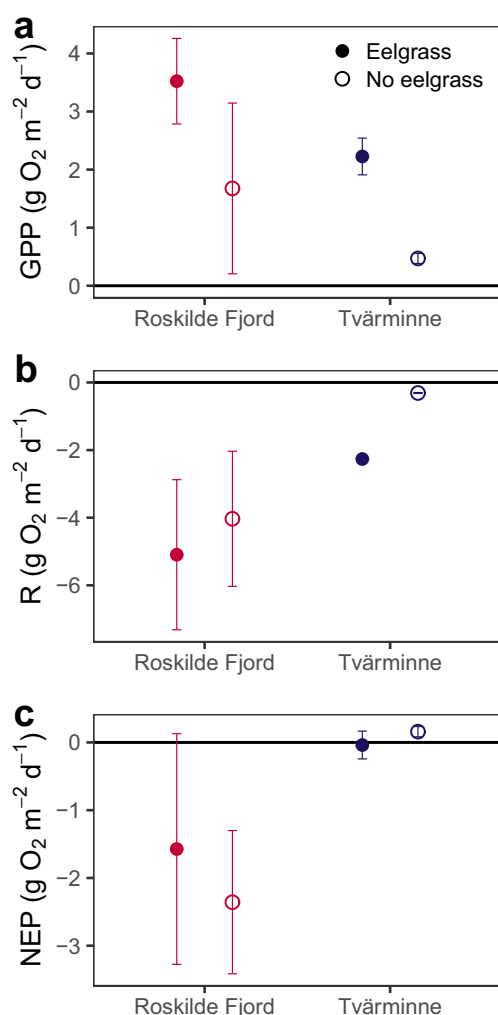 a
GPP (g O₂ m⁻² d⁻¹)
4
3
2
1
0
Eelgrass
No eelgrass
Roskilde Fjord Tvärminne
b
R (g O₂ m⁻² d⁻¹)
0
−2
−4
−6
Roskilde Fjord Tvärminne
c
NEP (g O₂ m⁻² d⁻¹)
0
−1
−2
−3
Roskilde Fjord Tvärminne